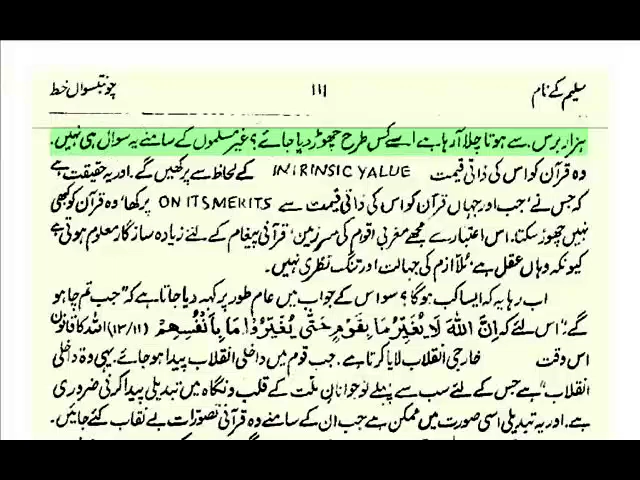 سلیم کے نام ۱۱۱ چونتیسواں خط
ہزار برس سے ہوتا چلا آ رہا ہے اسے کس طرح چھوڑ دیا جائے؟ غیر مسلموں کے سامنے یہ سوال ہی نہیں۔
وہ قرآن کو اس کی ذاتی قیمت INTRINSIC VALUE کے لحاظ سے پرکھیں گے۔ اور یہ حقیقت ہے
کہ جس نے، جب اور جہاں قرآن کو اس کی ذاتی قیمت سے ON ITS MERITS پرکھا، وہ قرآن کو کبھی
نہیں چھوڑ سکتا۔ اس اعتبار سے مجھے مغربی اقوام کی سرزمین، قرآنی پیغام کے لئے زیادہ سازگار معلوم ہوتی ہے
کیونکہ وہاں عقل ہے، ملّا ازم کی جہالت اور تنگ نظری نہیں۔
اب رہا یہ کہ ایسا کب ہوگا؟ سو اس کے جواب میں عام طور پر کہہ دیا جاتا ہے کہ "جب تم چاہو
گے"، اس لئے کہ اِنَّ اللّٰہَ لَا یُغَیِّرُ مَا بِقَوْمٍ حَتّٰی یُغَیِّرُوْا مَا بِاَنْفُسِہِمْ (۱۳/۱۱) اللہ کا قانون
اس وقت خارجی انقلاب لایا کرتا ہے۔ جب قوم میں داخلی انقلاب پیدا ہو جائے۔ یہی وہ داخلی
انقلاب" ہے جس کے لئے سب سے پہلے نوجوانانِ ملّت کے قلب و نگاہ میں تبدیلی پیدا کرنی ضروری
ہے۔ اور یہ تبدیلی اسی صورت میں ممکن ہے جب ان کے سامنے وہ قرآنی تصورات بے نقاب کئے جائیں۔